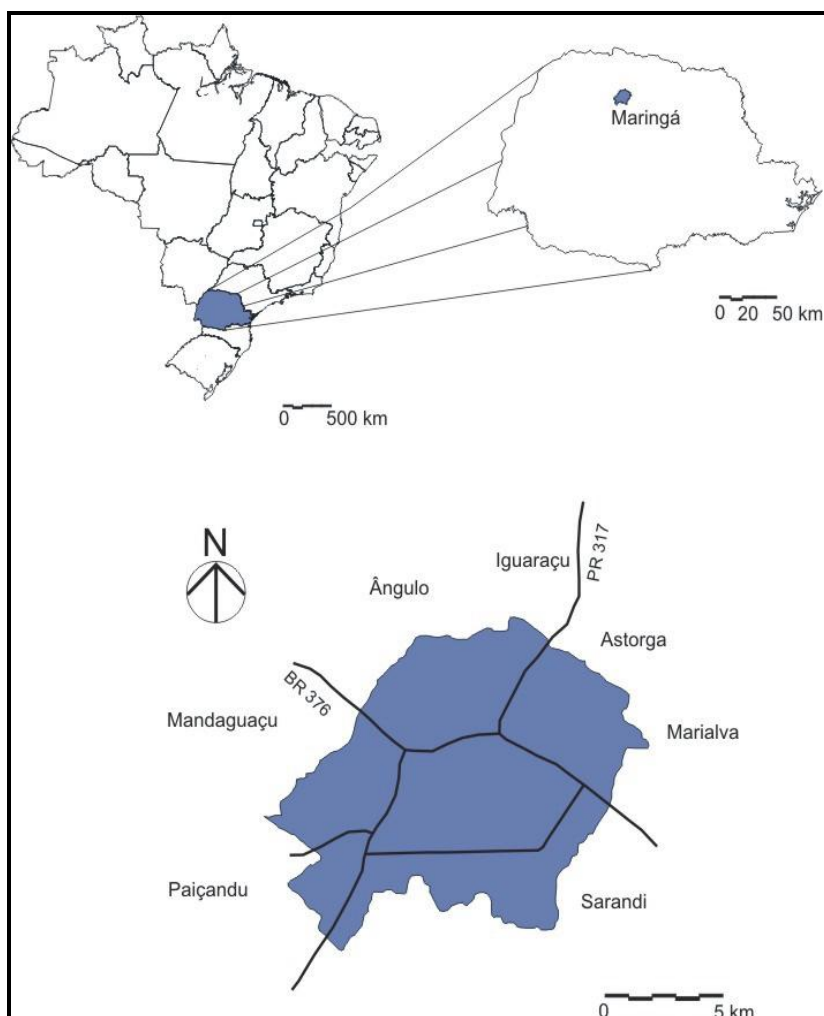 Maringá
0 20 50 km
0 500 km
N
Iguaraçu
PR 317
Ângulo
Astorga
BR 376
Mandaguaçu
Marialva
Paiçandu
Sarandi
0 5 km